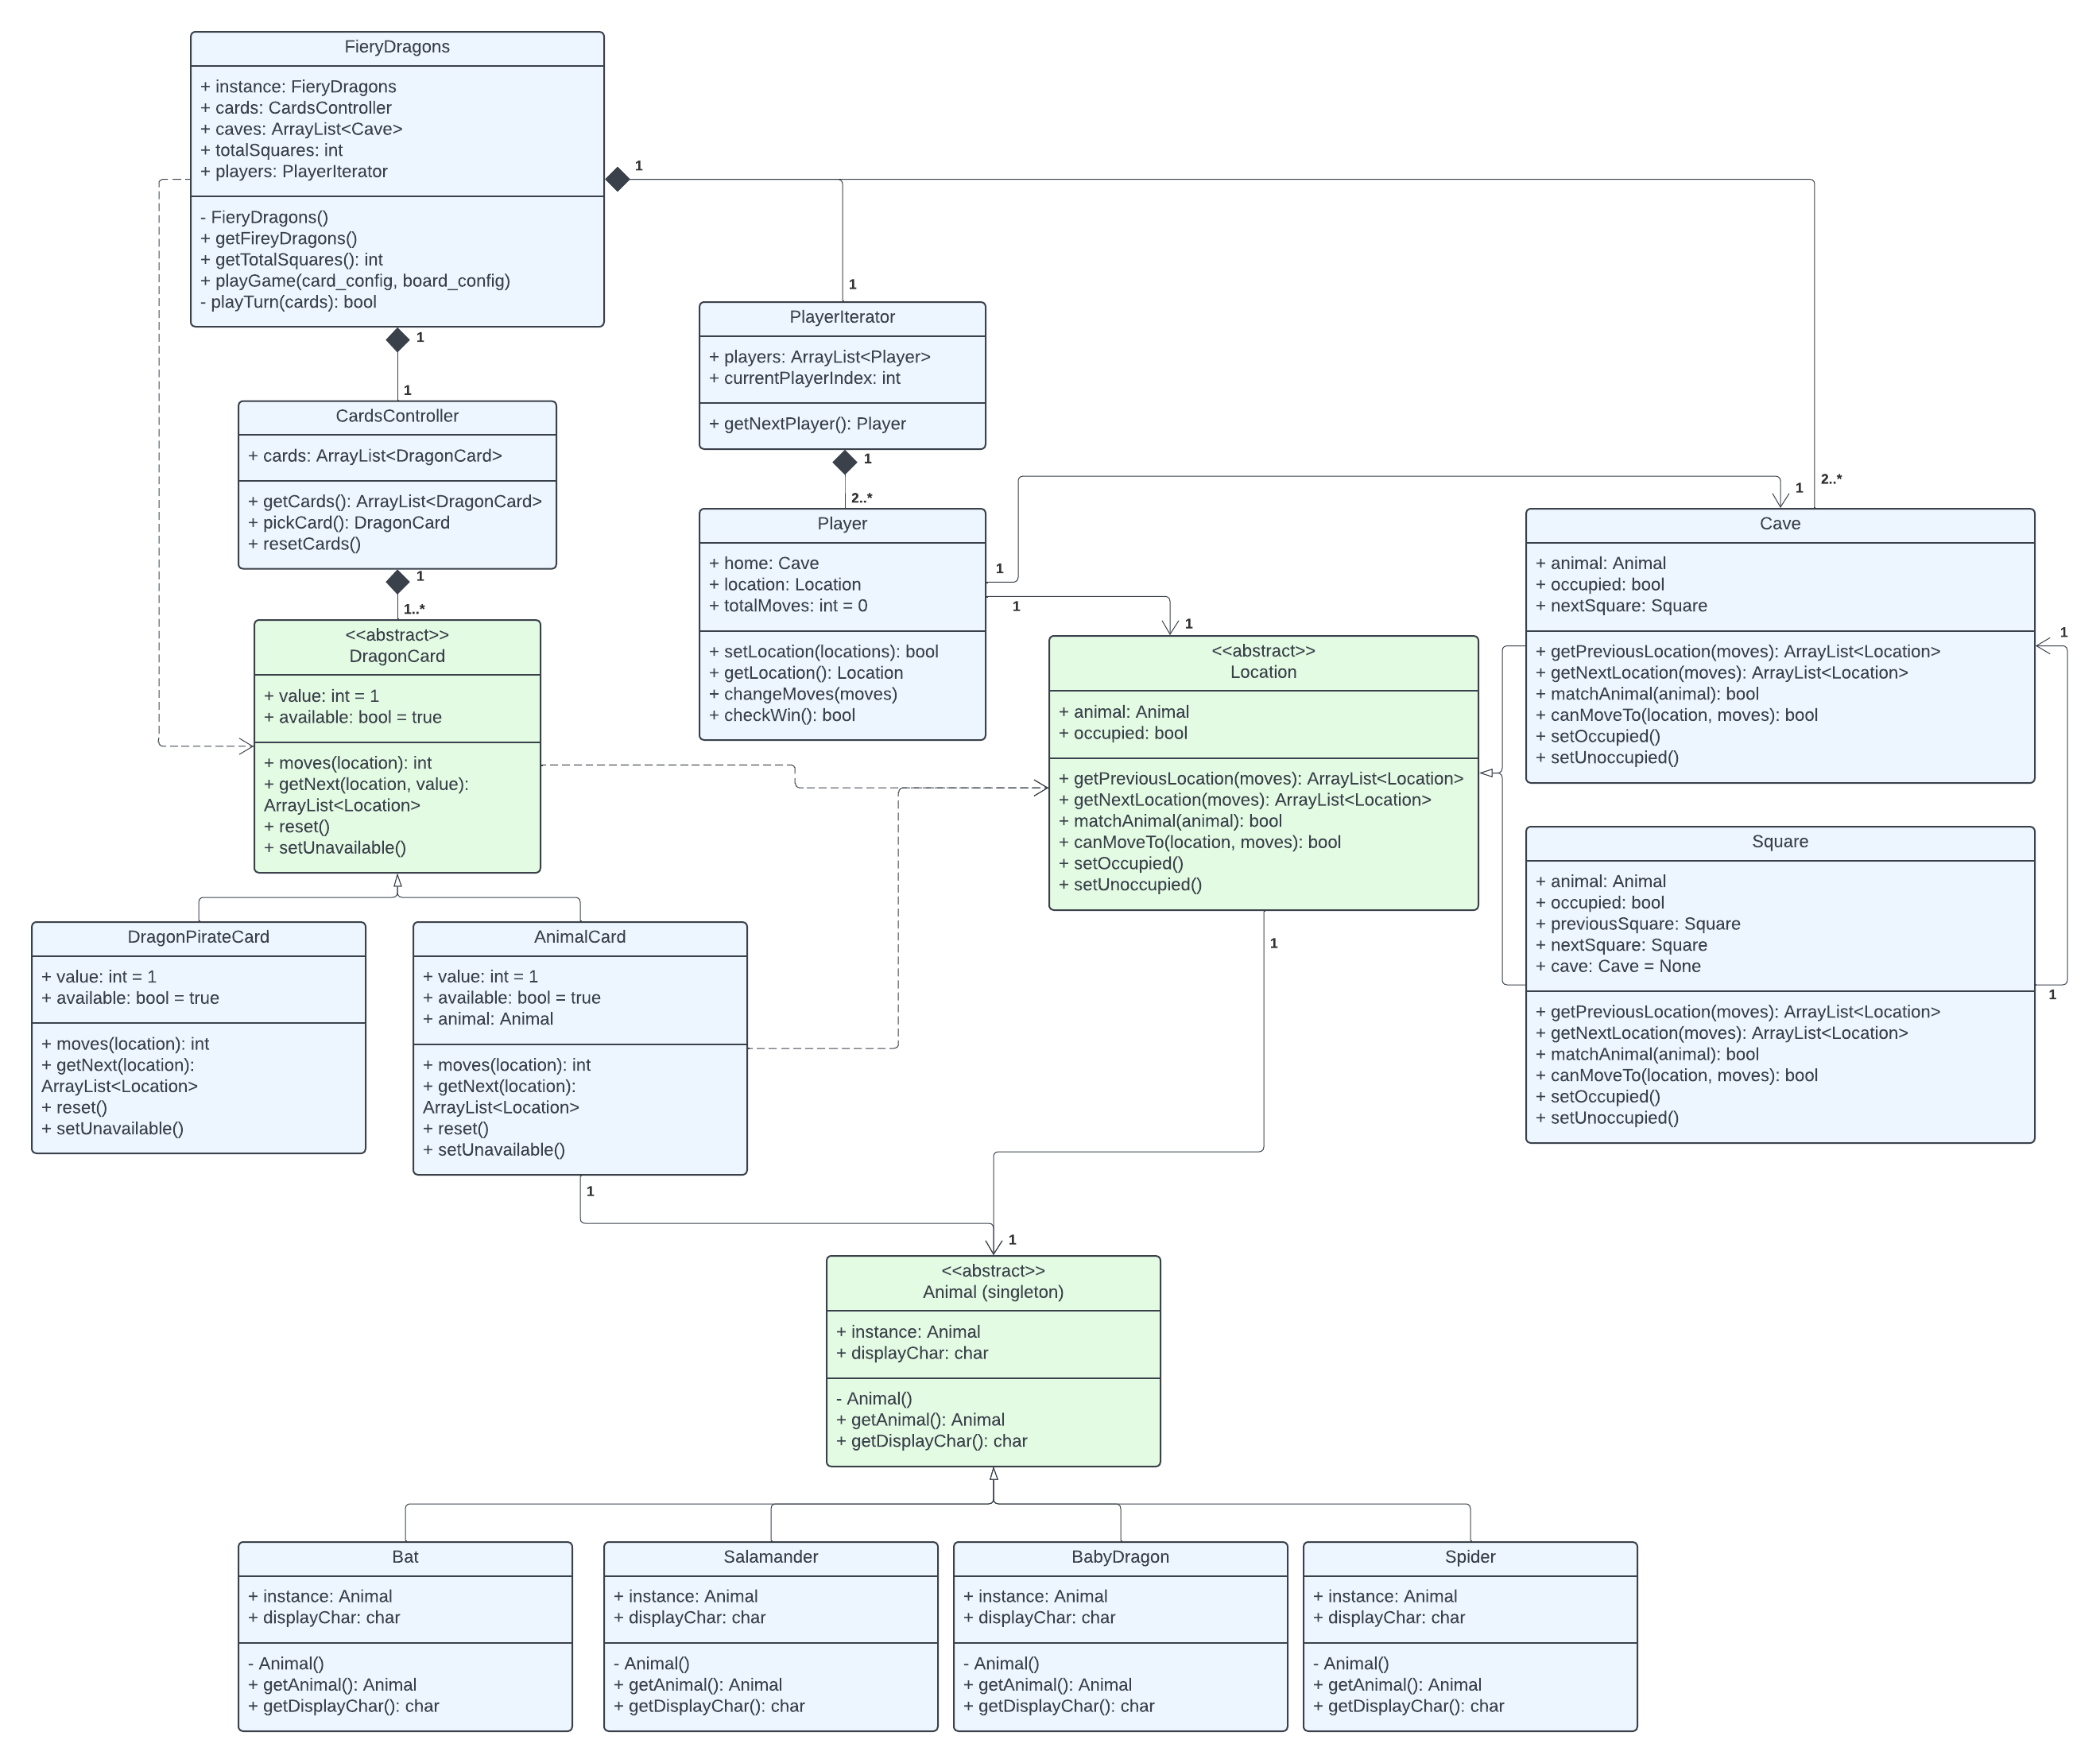 FieryDragons
+ instance: FieryDragons
+ cards: CardsController
+ caves: ArrayList<Cave>
+ totalSquares: int
+ players: PlayerIterator
- FieryDragons()
+ getFireyDragons()
+ getTotalSquares(): int
+ playGame(card_config, board_config)
- playTurn(cards): bool
1
1
1
1
PlayerIterator
+ players: ArrayList<Player>
+ currentPlayerIndex: int
+ getNextPlayer(): Player
1
2..*
CardsController
+ cards: ArrayList<DragonCard>
+ getCards(): ArrayList<DragonCard>
+ pickCard(): DragonCard
+ resetCards()
1
1..*
Player
+ home: Cave
+ location: Location
+ totalMoves: int = 0
+ setLocation(locations): bool
+ getLocation(): Location
+ changeMoves(moves)
+ checkWin(): bool
1
1
1
1
2..*
Cave
+ animal: Animal
+ occupied: bool
+ nextSquare: Square
+ getPreviousLocation(moves): ArrayList<Location>
+ getNextLocation(moves): ArrayList<Location>
+ matchAnimal(animal): bool
+ canMoveTo(location, moves): bool
+ setOccupied()
+ setUnoccupied()
1
<<abstract>>
DragonCard
+ value: int = 1
+ available: bool = true
+ moves(location): int
+ getNext(location, value):
ArrayList<Location>
+ reset()
+ setUnavailable()
<<abstract>>
Location
+ animal: Animal
+ occupied: bool
+ getPreviousLocation(moves): ArrayList<Location>
+ getNextLocation(moves): ArrayList<Location>
+ matchAnimal(animal): bool
+ canMoveTo(location, moves): bool
+ setOccupied()
+ setUnoccupied()
1
Square
+ animal: Animal
+ occupied: bool
+ previousSquare: Square
+ nextSquare: Square
+ cave: Cave = None
+ getPreviousLocation(moves): ArrayList<Location>
+ getNextLocation(moves): ArrayList<Location>
+ matchAnimal(animal): bool
+ canMoveTo(location, moves): bool
+ setOccupied()
+ setUnoccupied()
1
DragonPirateCard
+ value: int = 1
+ available: bool = true
+ moves(location): int
+ getNext(location):
ArrayList<Location>
+ reset()
+ setUnavailable()
AnimalCard
+ value: int = 1
+ available: bool = true
+ animal: Animal
+ moves(location): int
+ getNext(location):
ArrayList<Location>
+ reset()
+ setUnavailable()
1
1
<<abstract>>
Animal (singleton)
+ instance: Animal
+ displayChar: char
- Animal()
+ getAnimal(): Animal
+ getDisplayChar(): char
Bat
+ instance: Animal
+ displayChar: char
- Animal()
+ getAnimal(): Animal
+ getDisplayChar(): char
Salamander
+ instance: Animal
+ displayChar: char
- Animal()
+ getAnimal(): Animal
+ getDisplayChar(): char
BabyDragon
+ instance: Animal
+ displayChar: char
- Animal()
+ getAnimal(): Animal
+ getDisplayChar(): char
Spider
+ instance: Animal
+ displayChar: char
- Animal()
+ getAnimal(): Animal
+ getDisplayChar(): char